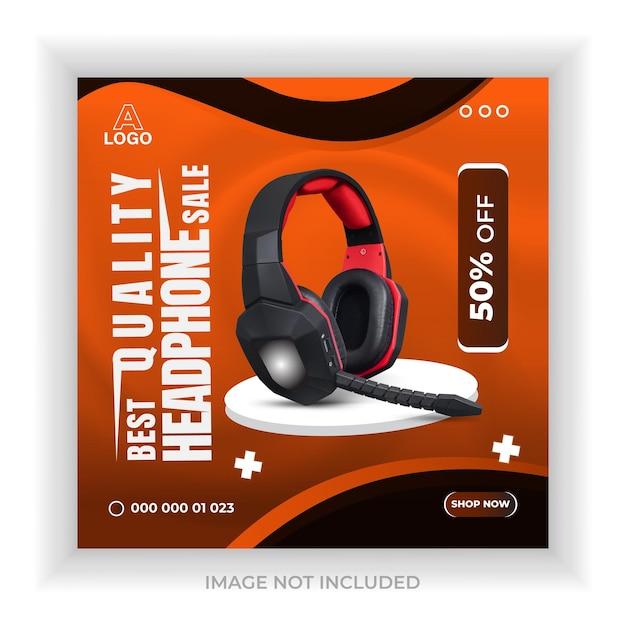 A
LOGO
BEST QUALITY
HEADPHONE SALE
50% OFF
000 000 01 023
SHOP NOW
IMAGE NOT INCLUDED